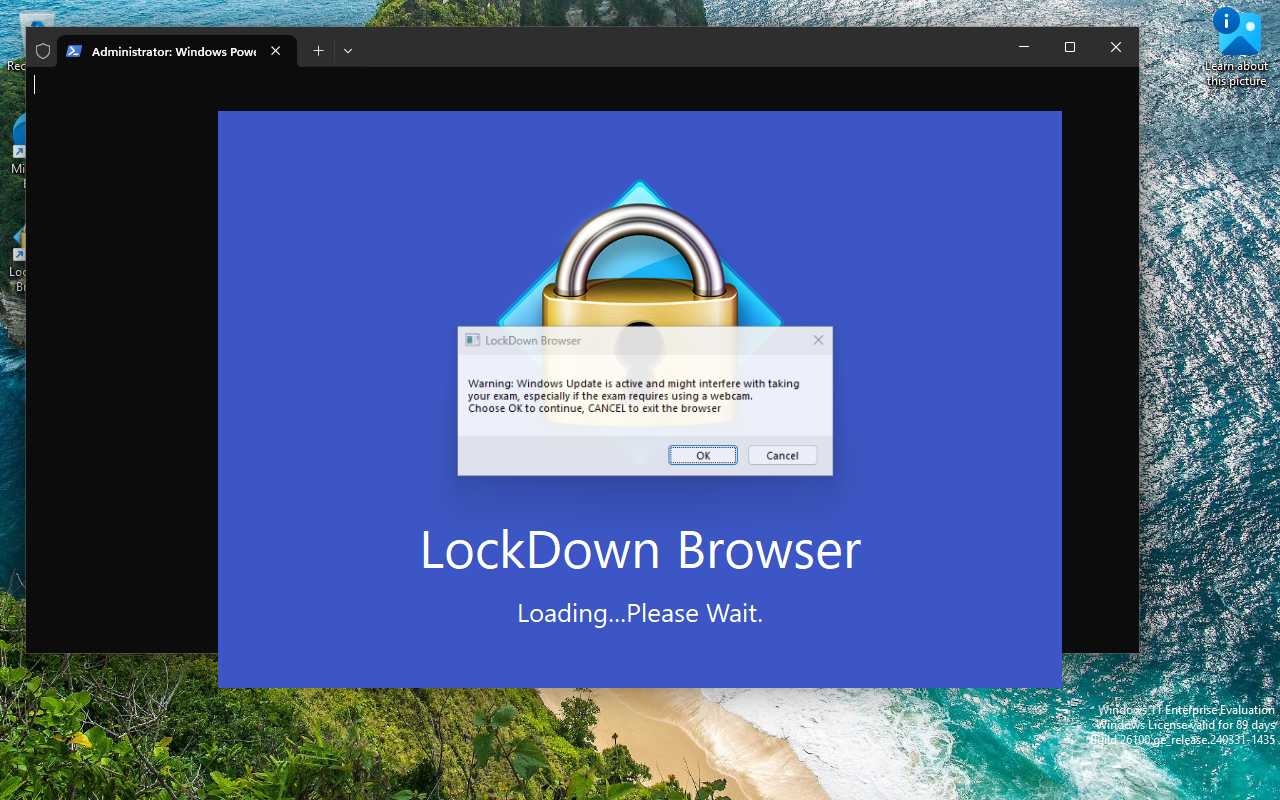 Administrator: Windows Powe
Learn about
this picture
LockDown Browser
Warning: Windows Update is active and might interfere with taking
your exam, especially if the exam requires using a webcam.
Choose OK to continue, CANCEL to exit the browser
OK
Cancel
LockDown Browser
Loading...Please Wait.
Windows 11 Enterprise Evaluation
Windows License valid for 89 days
Build 26100.ge_release.240331-1435